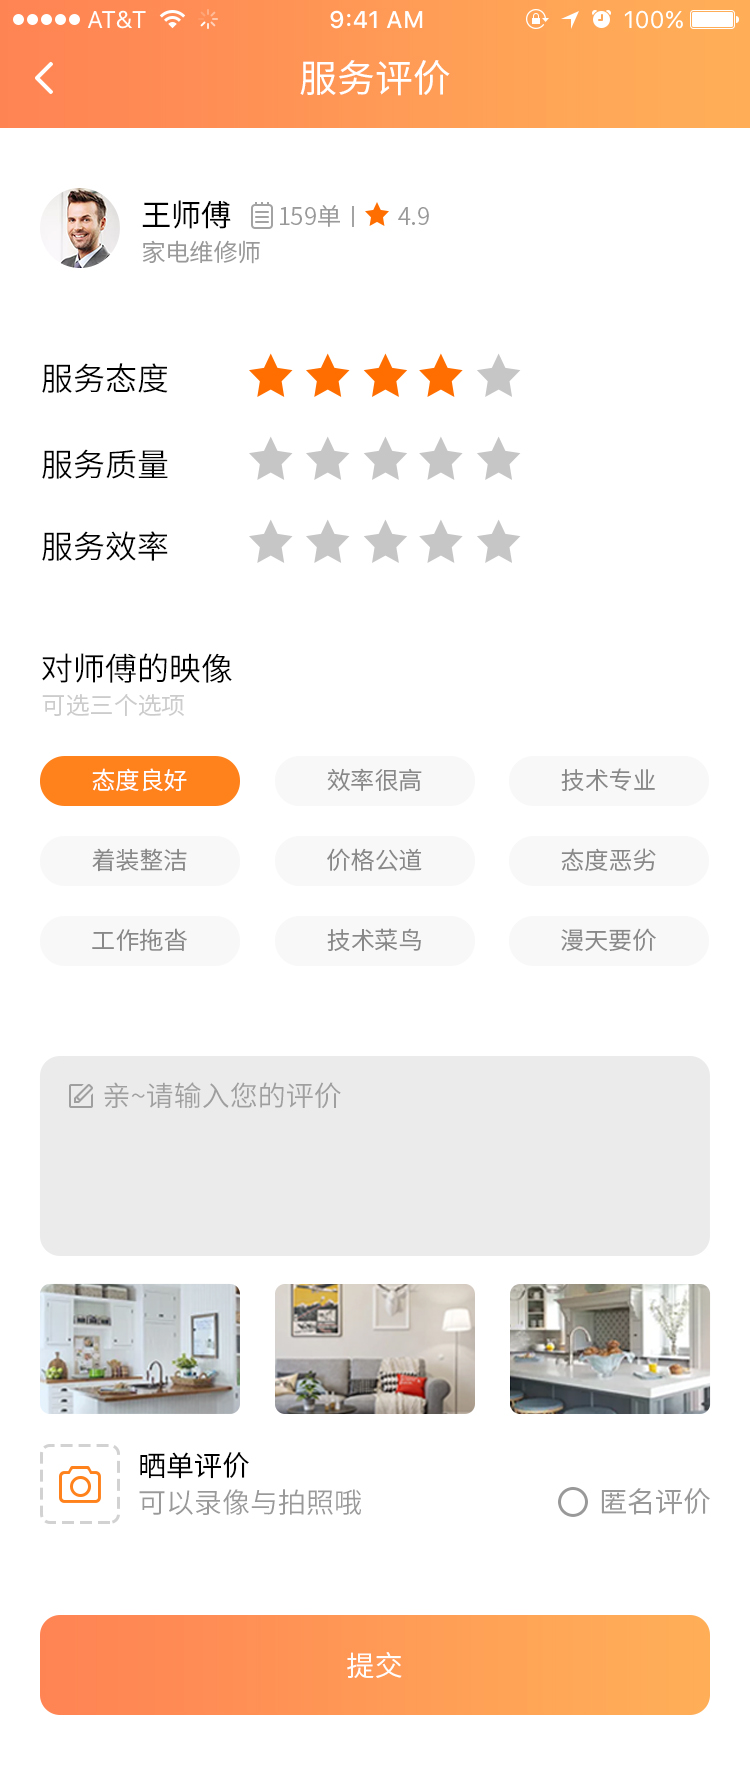 AT&T 9:41 AM 100%
服务评价
王师傅 159单 4.9
家电维修师
服务态度
服务质量
服务效率
对师傅的映像
可选三个选项
态度良好 效率很高 技术专业
着装整洁 价格公道 态度恶劣
工作拖沓 技术菜鸟 漫天要价
亲~请输入您的评价
晒单评价
可以录像与拍照哦 匿名评价
提交